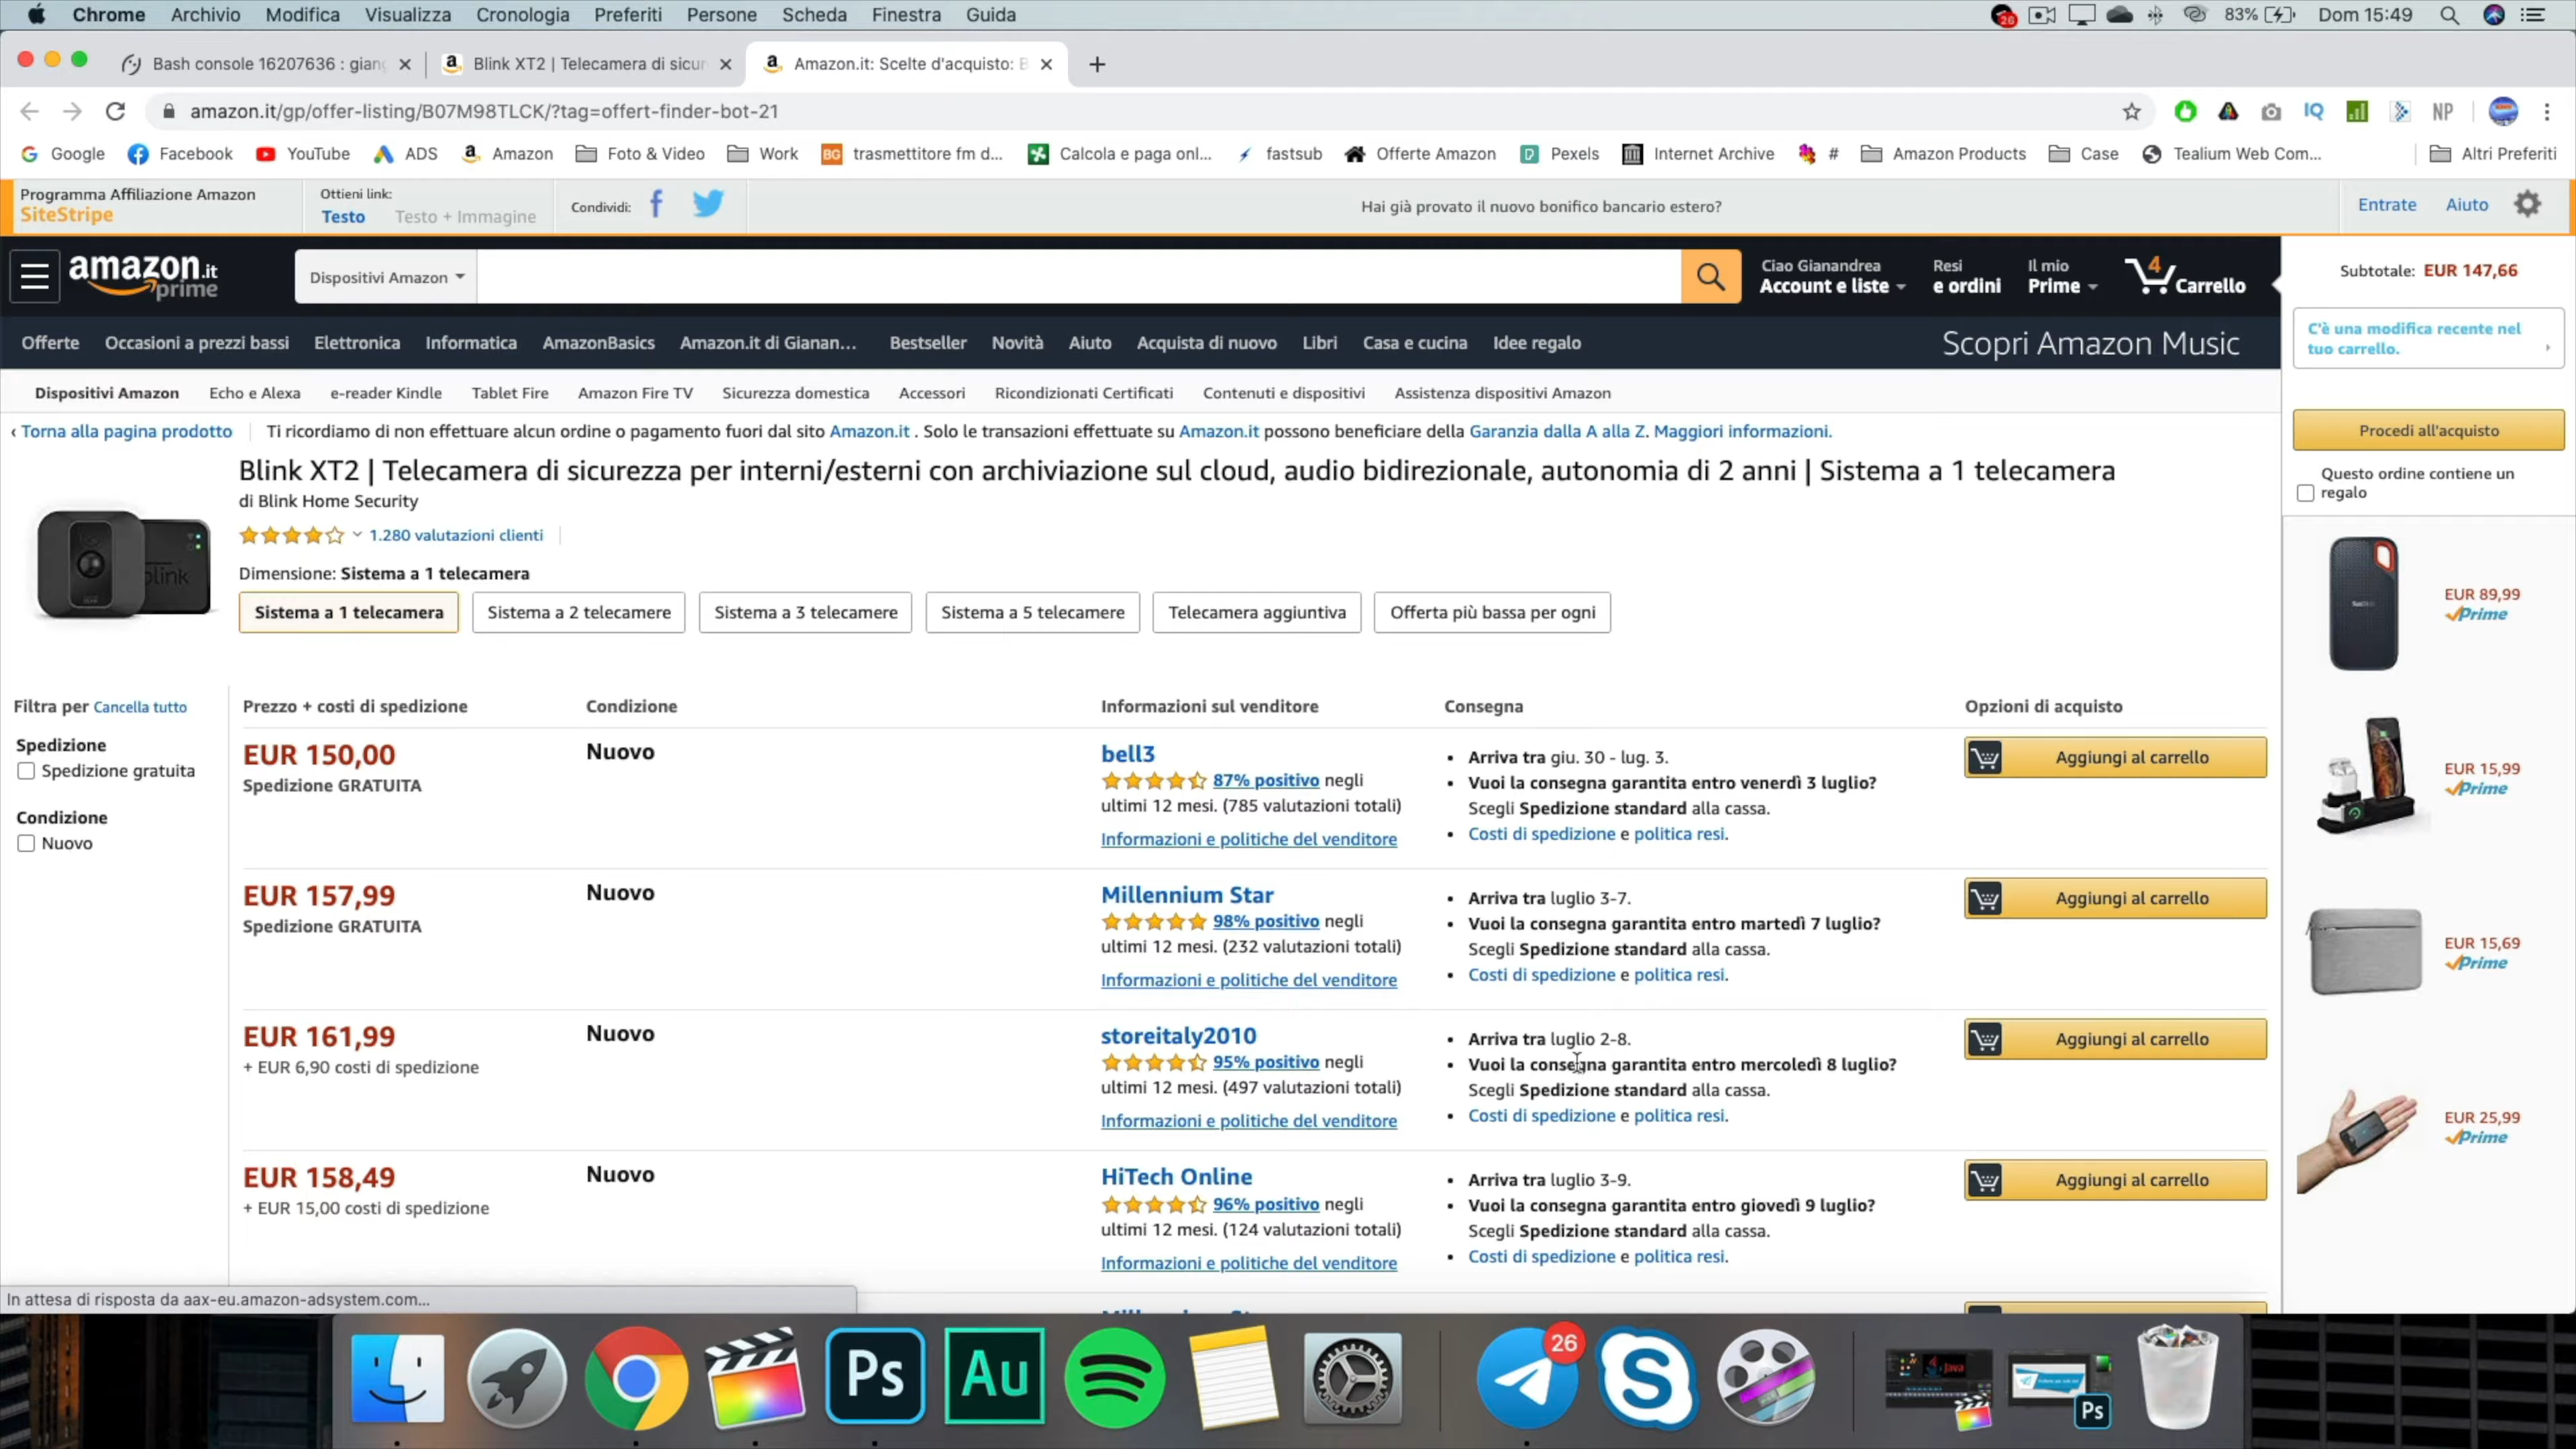 Chrome Archivio Modifica Visualizza Cronologia Preferiti Persone Scheda Finestra Guida
26 83% Dom 15:49
Bash console 16207636 : giang
Blink XT2 | Telecamera di sicur
Amazon.it: Scelte d'acquisto: B
amazon.it/gp/offer-listing/B07M98TLCK/?tag=offert-finder-bot-21
IQ NP
Google Facebook YouTube ADS Amazon Foto & Video Work trasmettitore fm d... Calcola e paga onl... fastsub Offerte Amazon Pexels Internet Archive # Amazon Products Case Tealium Web Com... Altri Preferiti
Programma Affiliazione Amazon
SiteStripe
Ottieni link:
Testo Testo + Immagine
Condividi:
Hai già provato il nuovo bonifico bancario estero?
Entrate Aiuto
amazon.it
prime
Dispositivi Amazon
Ciao Gianandrea
Account e liste
Resi
e ordini
Il mio
Prime
4
Carrello
Offerte Occasioni a prezzi bassi Elettronica Informatica AmazonBasics Amazon.it di Gianan... Bestseller Novità Aiuto Acquista di nuovo Libri Casa e cucina Idee regalo
Scopri Amazon Music
Dispositivi Amazon Echo e Alexa e-reader Kindle Tablet Fire Amazon Fire TV Sicurezza domestica Accessori Ricondizionati Certificati Contenuti e dispositivi Assistenza dispositivi Amazon
‹ Torna alla pagina prodotto
Ti ricordiamo di non effettuare alcun ordine o pagamento fuori dal sito Amazon.it . Solo le transazioni effettuate su Amazon.it possono beneficiare della Garanzia dalla A alla Z. Maggiori informazioni.
Blink XT2 | Telecamera di sicurezza per interni/esterni con archiviazione sul cloud, audio bidirezionale, autonomia di 2 anni | Sistema a 1 telecamera
di Blink Home Security
1.280 valutazioni clienti
Dimensione: Sistema a 1 telecamera
Sistema a 1 telecamera
Sistema a 2 telecamere
Sistema a 3 telecamere
Sistema a 5 telecamere
Telecamera aggiuntiva
Offerta più bassa per ogni
Filtra per Cancella tutto
Spedizione
Spedizione gratuita
Condizione
Nuovo
Prezzo + costi di spedizione Condizione Informazioni sul venditore Consegna Opzioni di acquisto
EUR 150,00
Spedizione GRATUITA
Nuovo
bell3
87% positivo negli
ultimi 12 mesi. (785 valutazioni totali)
Informazioni e politiche del venditore
• Arriva tra giu. 30 - lug. 3.
• Vuoi la consegna garantita entro venerdì 3 luglio?
Scegli Spedizione standard alla cassa.
• Costi di spedizione e politica resi.
Aggiungi al carrello
EUR 157,99
Spedizione GRATUITA
Nuovo
Millennium Star
98% positivo negli
ultimi 12 mesi. (232 valutazioni totali)
Informazioni e politiche del venditore
• Arriva tra luglio 3-7.
• Vuoi la consegna garantita entro martedì 7 luglio?
Scegli Spedizione standard alla cassa.
• Costi di spedizione e politica resi.
Aggiungi al carrello
EUR 161,99
+ EUR 6,90 costi di spedizione
Nuovo
storeitaly2010
95% positivo negli
ultimi 12 mesi. (497 valutazioni totali)
Informazioni e politiche del venditore
• Arriva tra luglio 2-8.
• Vuoi la consegna garantita entro mercoledì 8 luglio?
Scegli Spedizione standard alla cassa.
• Costi di spedizione e politica resi.
Aggiungi al carrello
EUR 158,49
+ EUR 15,00 costi di spedizione
Nuovo
HiTech Online
96% positivo negli
ultimi 12 mesi. (124 valutazioni totali)
Informazioni e politiche del venditore
• Arriva tra luglio 3-9.
• Vuoi la consegna garantita entro giovedì 9 luglio?
Scegli Spedizione standard alla cassa.
• Costi di spedizione e politica resi.
Aggiungi al carrello
Subtotale: EUR 147,66
C'è una modifica recente nel
tuo carrello.
Procedi all'acquisto
Questo ordine contiene un
regalo
EUR 89,99
Prime
EUR 15,99
Prime
EUR 15,69
Prime
EUR 25,99
Prime
In attesa di risposta da aax-eu.amazon-adsystem.com...
Ps
Au
26
Java
Ps